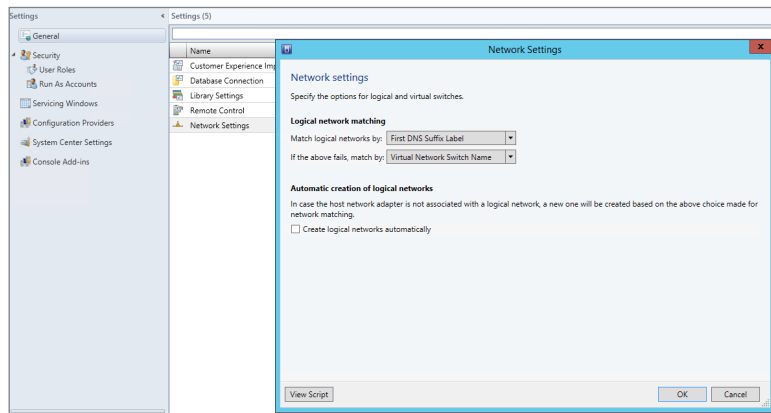 Settings
General
Security
User Roles
Run As Accounts
Servicing Windows
Configuration Providers
System Center Settings
Console Add-ins
Settings (5)
Name
Customer Experience Imp
Database Connection
Library Settings
Remote Control
Network Settings
Network Settings
x
Network settings
Specify the options for logical and virtual switches.
Logical network matching
Match logical networks by: First DNS Suffix Label
If the above fails, match by: Virtual Network Switch Name
Automatic creation of logical networks
In case the host network adapter is not associated with a logical network, a new one will be created based on the above choice made for
network matching.
Create logical networks automatically
View Script
OK
Cancel